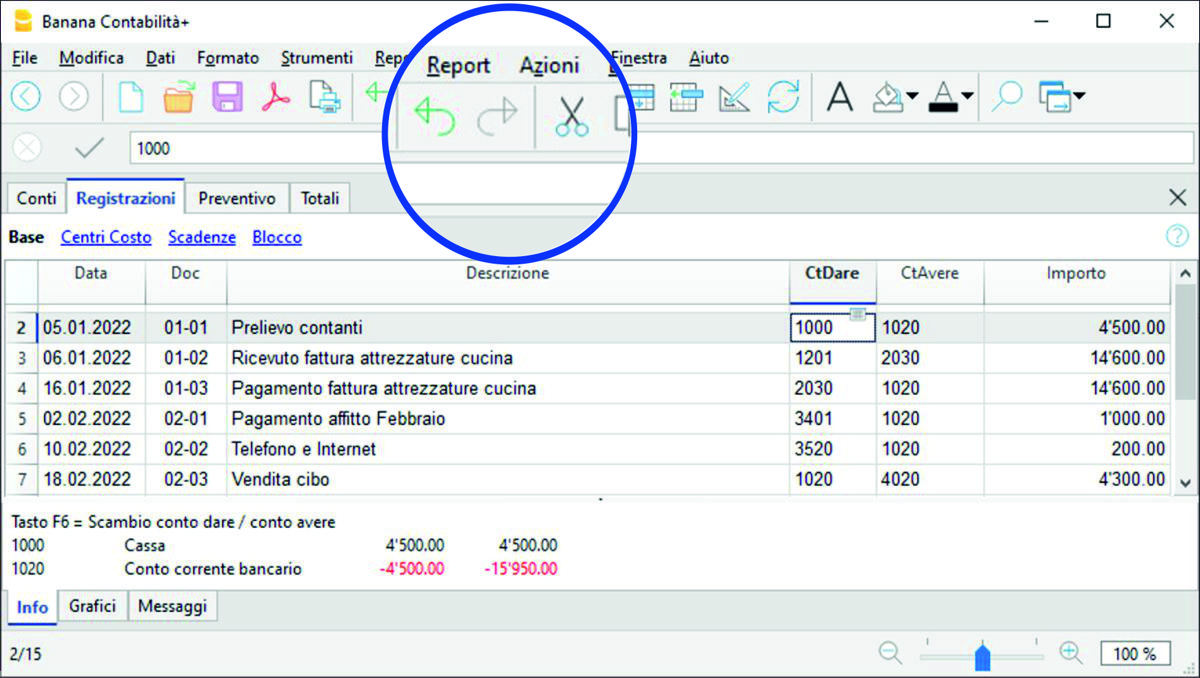 Banana Contabilità+
File Modifica Dati Formato Strumenti Repo Report Azioni Finestra Aiuto
1000
Conti Registrazioni Preventivo Totali
Base Centri Costo Scadenze Blocco
Data Doc Descrizione CtDare CtAvere Importo
2 05.01.2022 01-01 Prelievo contanti 1000 1020 4'500.00
3 06.01.2022 01-02 Ricevuto fattura attrezzature cucina 1201 2030 14'600.00
4 16.01.2022 01-03 Pagamento fattura attrezzature cucina 2030 1020 14'600.00
5 02.02.2022 02-01 Pagamento affitto Febbraio 3401 1020 1'000.00
6 10.02.2022 02-02 Telefono e Internet 3520 1020 200.00
7 18.02.2022 02-03 Vendita cibo 1020 4020 4'300.00
Tasto F6 = Scambio conto dare / conto avere
1000 Cassa 4'500.00 4'500.00
1020 Conto corrente bancario -4'500.00 -15'950.00
Info Grafici Messaggi
2/15 100 %